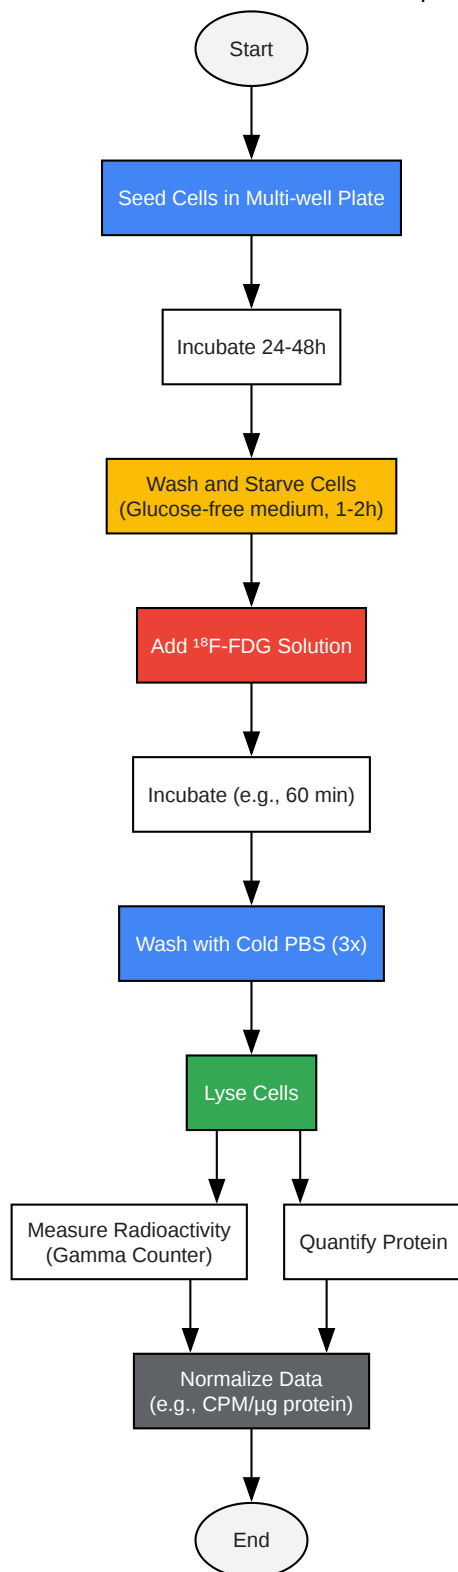 Start
Seed Cells in Multi-well Plate
Incubate 24-48h
Wash and Starve Cells
(Glucose-free medium, 1-2h)
Add ¹⁸F-FDG Solution
Incubate (e.g., 60 min)
Wash with Cold PBS (3x)
Lyse Cells
Measure Radioactivity
(Gamma Counter)
Quantify Protein
Normalize Data
(e.g., CPM/µg protein)
End